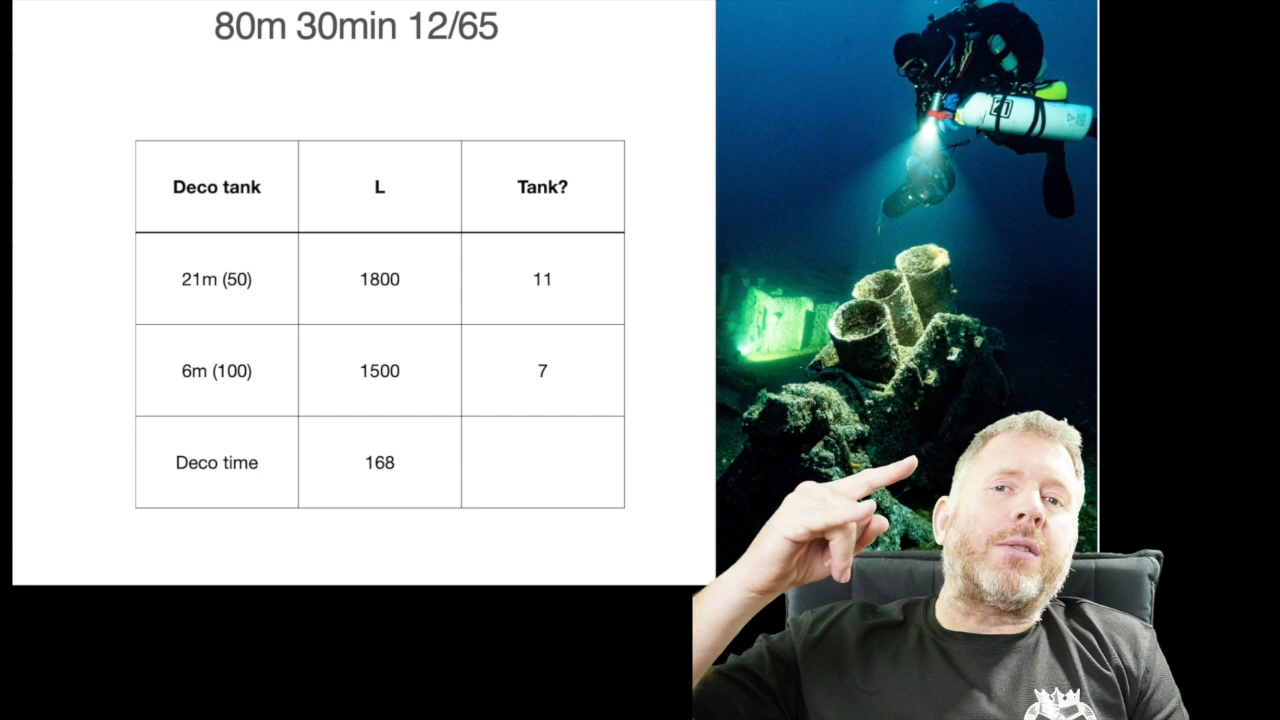 80m 30min 12/65
Deco tank L Tank?
21m (50) 1800 11
6m (100) 1500 7
Deco time 168